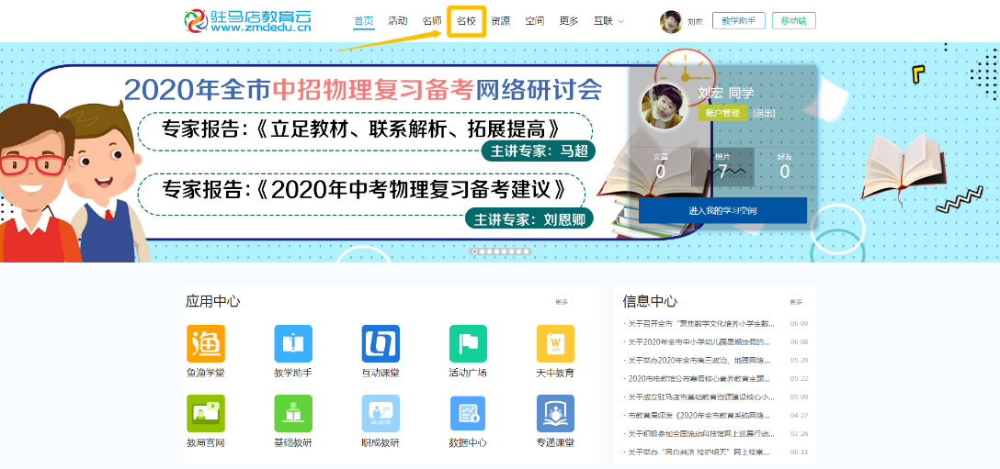 驻马店教育云
www.zmdedu.cn
首页 活动 名师 名校 资源 空间 更多 互联 刘宏 教学助手 移动端
2020年全市中招物理复习备考网络研讨会
专家报告:《立足教材、联系解析、拓展提高》
主讲专家: 马超
专家报告:《2020年中考物理复习备考建议》
主讲专家: 刘恩卿
刘宏 同学
账户管理 [退出]
文章 照片 好友
0 7 0
进入我的学习空间
应用中心 更多
鱼渔学堂 教学助手 互动课堂 活动广场 天中教育
教局官网 基础教研 职成教研 数据中心 专递课堂
信息中心 更多
· 关于召开全市“聚焦数学文化培养小学生数... 06-09
· 关于2020年全市中小学幼儿园暑期放假的... 06-08
· 关于举办2020年全市高三政治、地理网络... 05-29
· 2020市电教馆公布寒假核心素养教育主题... 05-22
· 关于成立驻马店市基础教育资源建设核心小... 05-09
· 市教育局印发《2020年全市教育系统网络... 04-27
· 关于积极参加全国流动科技馆网上巡展行动... 02-26
· 关于举办“同舟共济 检护明天”网上检察... 06-11